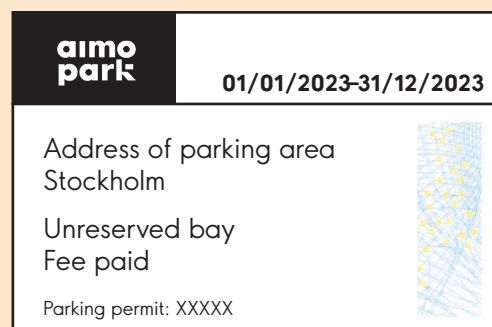 aimo
park
01/01/2023-31/12/2023
Address of parking area
Stockholm
Unreserved bay
Fee paid
Parking permit: XXXXX